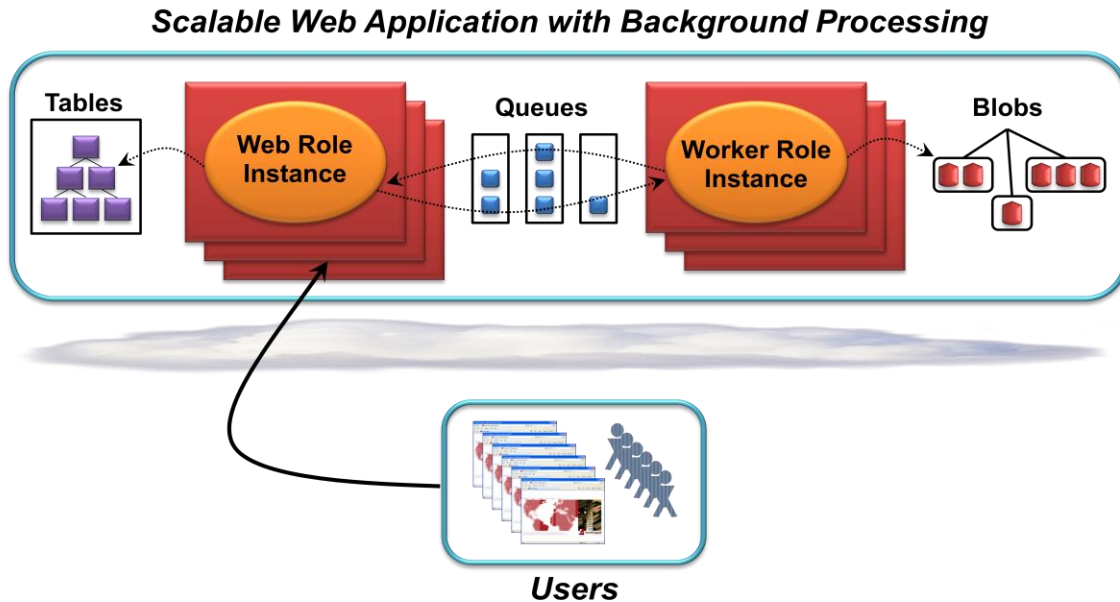 Scalable Web Application with Background Processing
Tables
Web Role
Instance
Queues
Worker Role
Instance
Blobs
Users